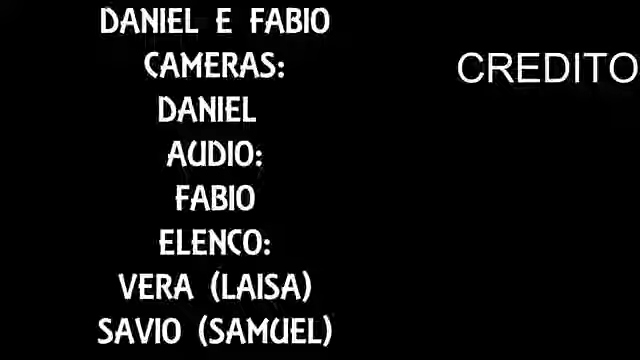 DANIEL E FABIO
CAMERAS:
DANIEL
AUDIO:
FABIO
ELENCO:
VERA (LAISA)
SAVIO (SAMUEL)
CREDITO